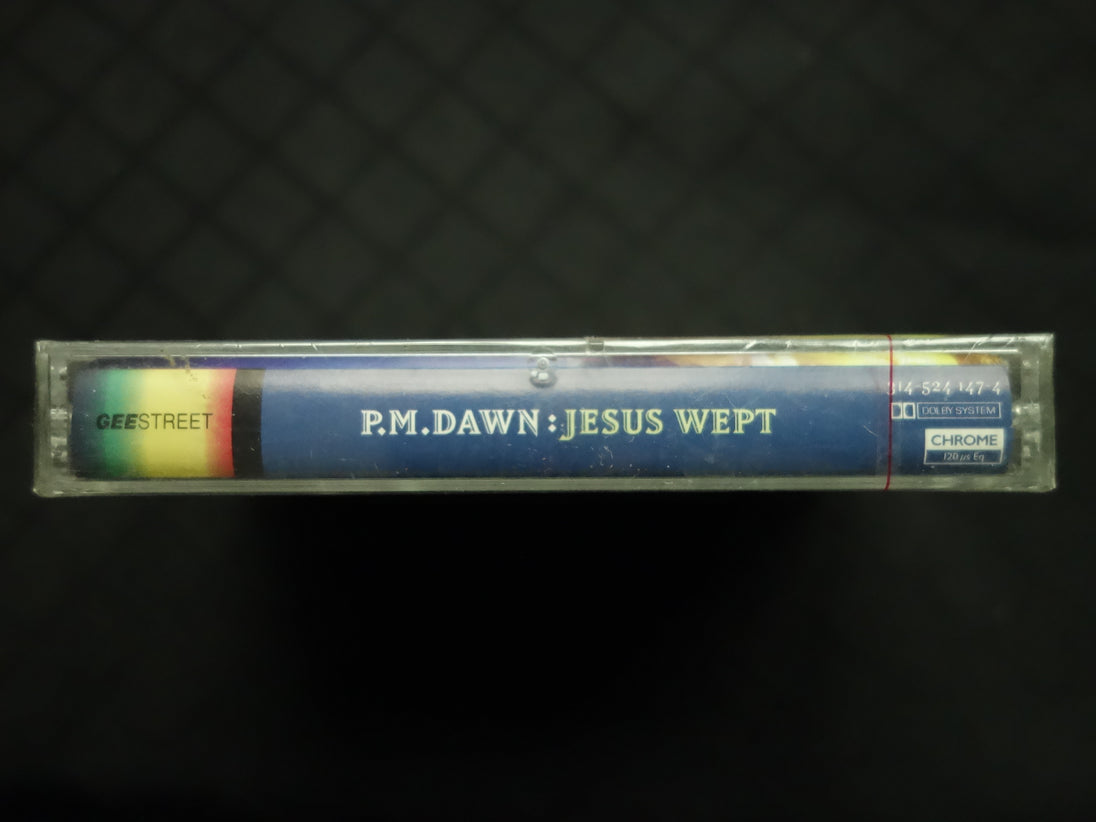 GEESTREET
P.M.DAWN:JESUS WEPT
314-524 147-4
DOLBY SYSTEM
CHROME
120 µs Eq